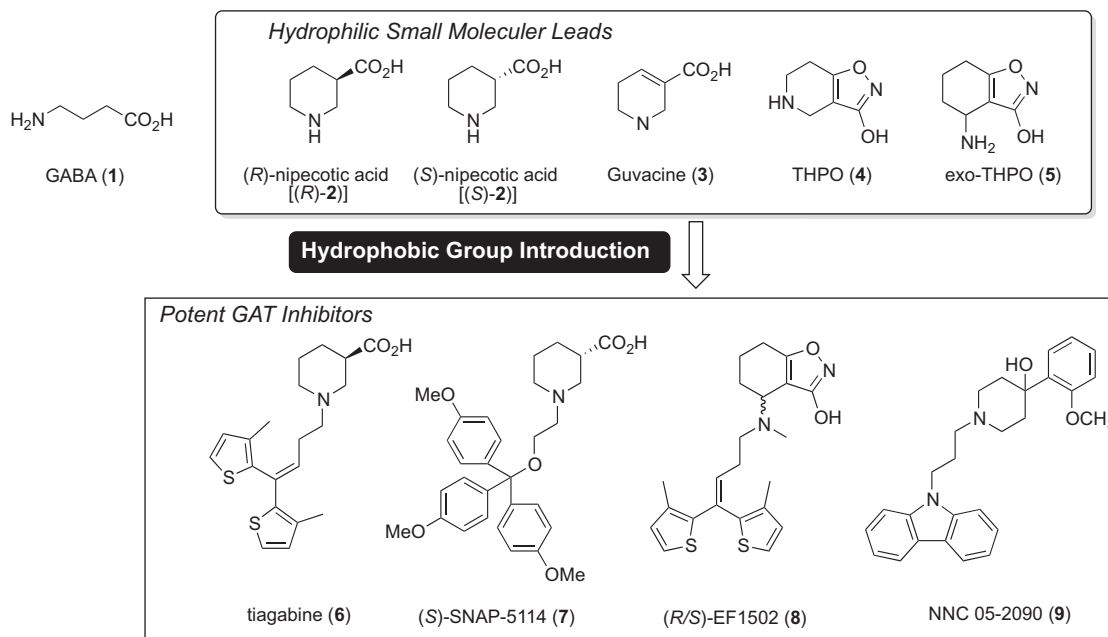 Hydrophilic Small Moleculer Leads
H2N CO2H
GABA (1)
CO2H
N
H
(R)-nipecotic acid
[(R)-2)]
CO2H
N
H
(S)-nipecotic acid
[(S)-2)]
CO2H
N
Guvacine (3)
O
N
HN
OH
THPO (4)
O
N
NH2
OH
exo-THPO (5)
Hydrophobic Group Introduction
Potent GAT Inhibitors
CO2H
N
S
S
tiagabine (6)
CO2H
N
MeO
O
MeO
OMe
(S)-SNAP-5114 (7)
O
N
OH
N
S S
(R/S)-EF1502 (8)
HO
N
OCH3
N
NNC 05-2090 (9)